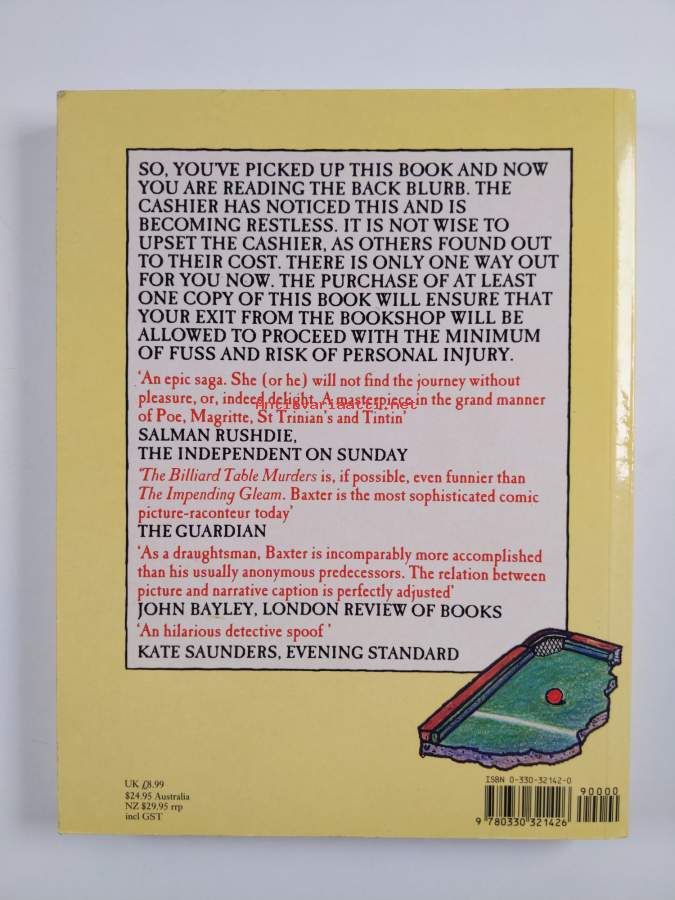 SO, YOU'VE PICKED UP THIS BOOK AND NOW
YOU ARE READING THE BACK BLURB. THE
CASHIER HAS NOTICED THIS AND IS
BECOMING RESTLESS. IT IS NOT WISE TO
UPSET THE CASHIER, AS OTHERS FOUND OUT
TO THEIR COST. THERE IS ONLY ONE WAY OUT
FOR YOU NOW. THE PURCHASE OF AT LEAST
ONE COPY OF THIS BOOK WILL ENSURE THAT
YOUR EXIT FROM THE BOOKSHOP WILL BE
ALLOWED TO PROCEED WITH THE MINIMUM
OF FUSS AND RISK OF PERSONAL INJURY.
'An epic saga. She (or he) will not find the journey without
pleasure, or, indeed, delight. A masterpiece in the grand manner
Antikvariaatti.net
of Poe, Magritte, St Trinian's and Tintin'
SALMAN RUSHDIE,
THE INDEPENDENT ON SUNDAY
'The Billiard Table Murders is, if possible, even funnier than
The Impending Gleam. Baxter is the most sophisticated comic
picture-raconteur today'
THE GUARDIAN
'As a draughtsman, Baxter is incomparably more accomplished
than his usually anonymous predecessors. The relation between
picture and narrative caption is perfectly adjusted'
JOHN BAYLEY, LONDON REVIEW OF BOOKS
'An hilarious detective spoof'
KATE SAUNDERS, EVENING STANDARD
UK £8.99
$24.95 Australia
NZ $29.95 rrp
incl GST
ISBN 0-330-32142-0
90000
9 780330 321426